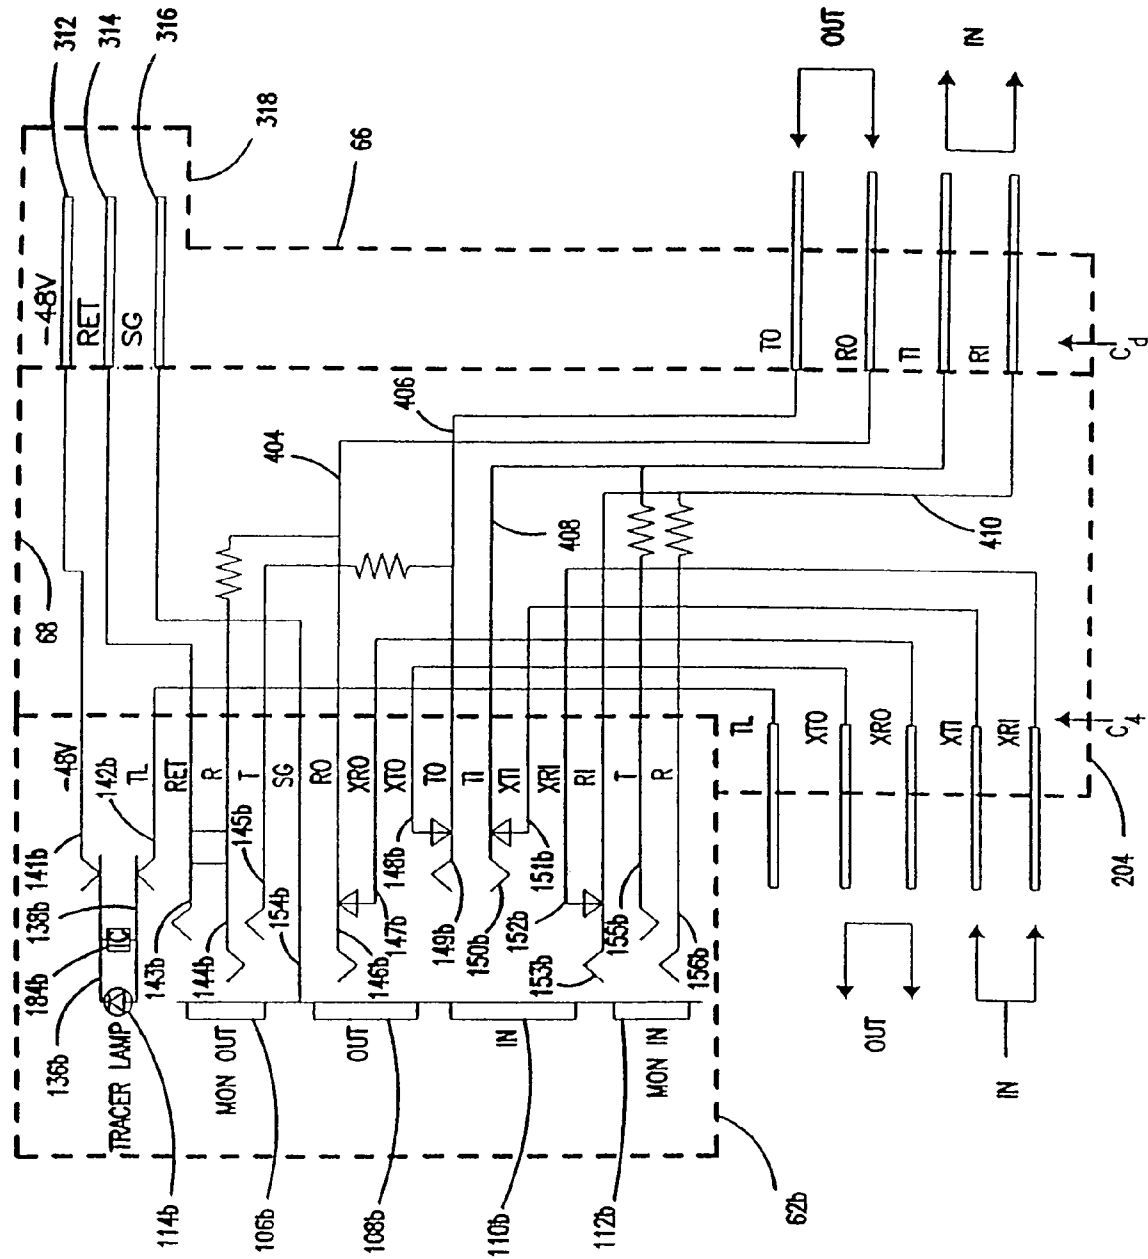 312
314
316
318
66
-48V
RET
SG
TO
RO
TI
RI
OUT
IN
Cd
406
404
408
410
68
-48V
TL
RET
R
T
SG
RO
XRO
XTO
TO
TI
XTI
XRI
RI
T
R
TL
XTO
XRO
XTI
XRI
C4
204
141b
142b
138b
TIC
184b
136b
143b
144b
145b
154b
146b
147b
148b
149b
150b
151b
152b
153b
155b
156b
TRACER LAMP
MON OUT
OUT
IN
MON IN
OUT
IN
114b
106b
108b
110b
112b
62b